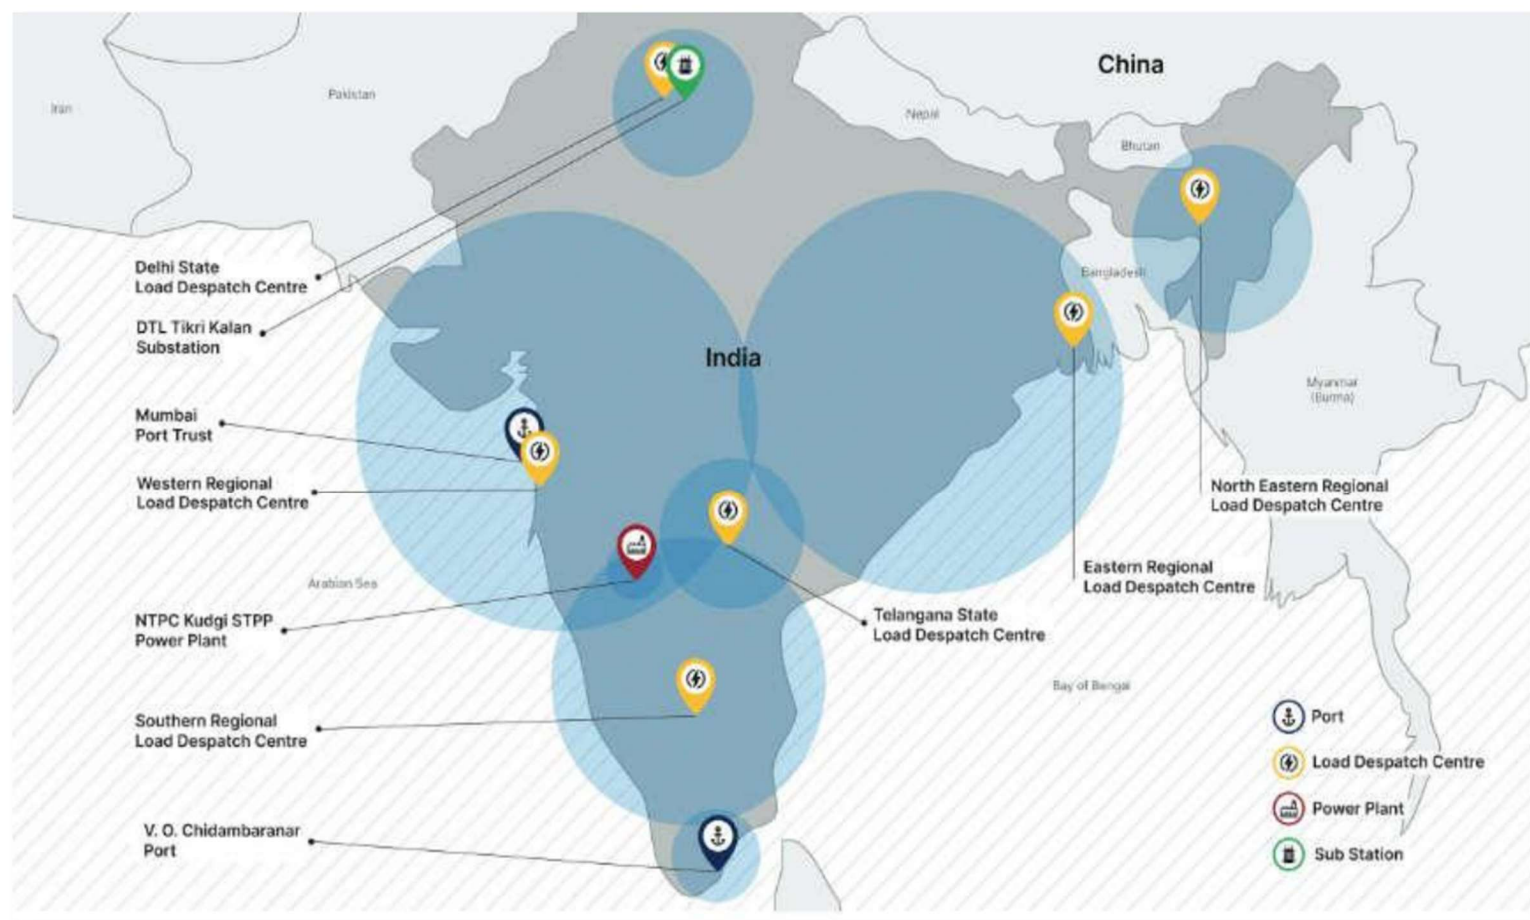 China
Iran
Pakistan
Nepal
Bhutan
Delhi State
Load Despatch Centre
DTL Tikri Kalan
Substation
Bangladesh
India
Mumbai
Port Trust
Myanmar
(Burma)
Western Regional
Load Despatch Centre
North Eastern Regional
Load Despatch Centre
Arabian Sea
Eastern Regional
Load Despatch Centre
NTPC Kudgi STPP
Power Plant
Telangana State
Load Despatch Centre
Bay of Bengal
Southern Regional
Load Despatch Centre
V. O. Chidambaranar
Port
Port
Load Despatch Centre
Power Plant
Sub Station